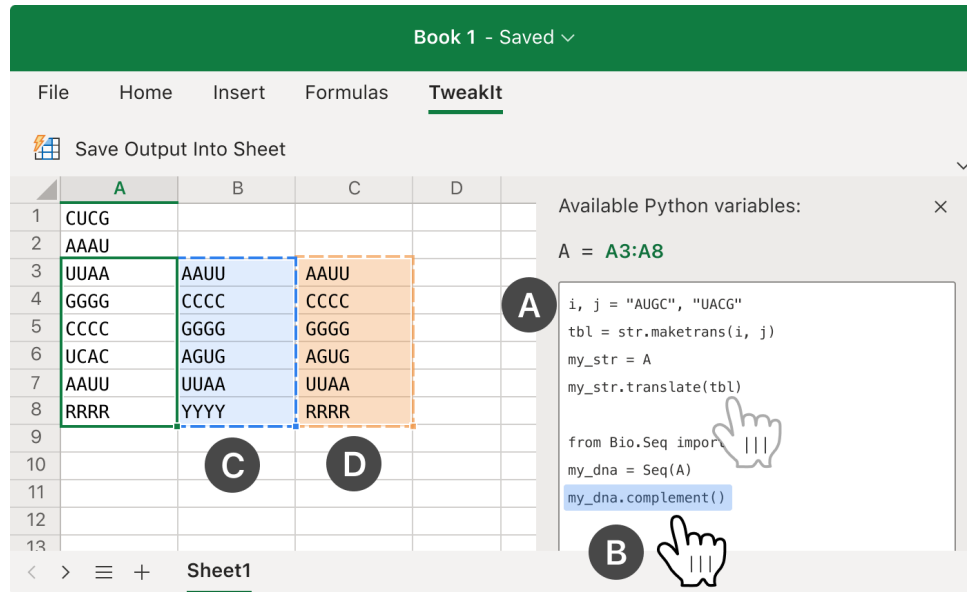 Book 1 - Saved
File Home Insert Formulas TweakIt
Save Output Into Sheet
A B C D
1 CUCG
2 AAAU
3 UUAA AAUU AAUU
4 GGGG CCCC CCCC
5 CCCC GGGG GGGG
6 UCAC AGUG AGUG
7 AAUU UUAA UUAA
8 RRRR YYYY RRRR
9
10
11
12
13
C D
Sheet1
Available Python variables:
A = A3:A8
A
i, j = "AUGC", "UACG"
tbl = str.maketrans(i, j)
my_str = A
my_str.translate(tbl)
from Bio.Seq import
my_dna = Seq(A)
my_dna.complement()
B